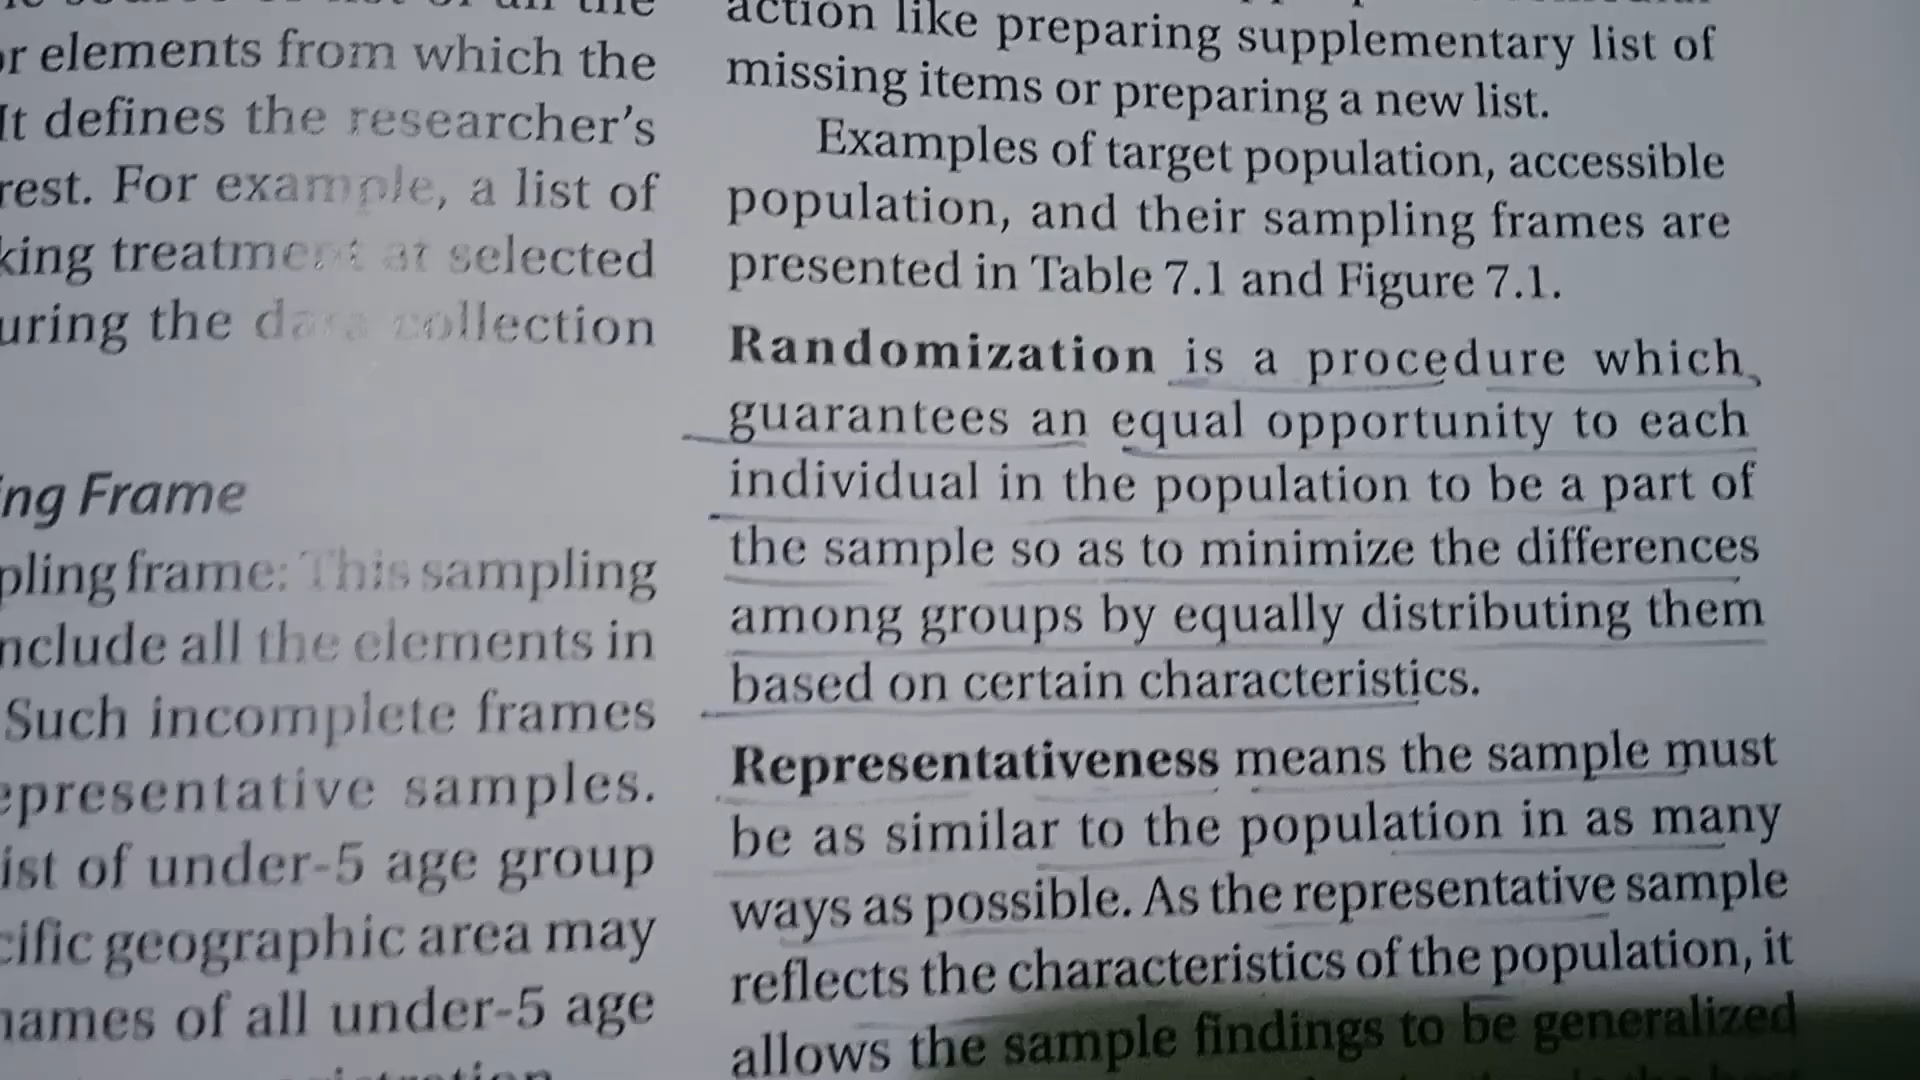 or elements from which the
It defines the researcher's
rest. For example, a list of
king treatment at selected
uring the data collection
ing Frame
pling frame: This sampling
nclude all the elements in
Such incomplete frames
epresentative samples.
ist of under-5 age group
cific geographic area may
names of all under-5 age
action like preparing supplementary list of
missing items or preparing a new list.
Examples of target population, accessible
population, and their sampling frames are
presented in Table 7.1 and Figure 7.1.
Randomization is a procedure which
guarantees an equal opportunity to each
individual in the population to be a part of
the sample so as to minimize the differences
among groups by equally distributing them
based on certain characteristics.
Representativeness means the sample must
be as similar to the population in as many
ways as possible. As the representative sample
reflects the characteristics of the population, it
allows the sample findings to be generalized